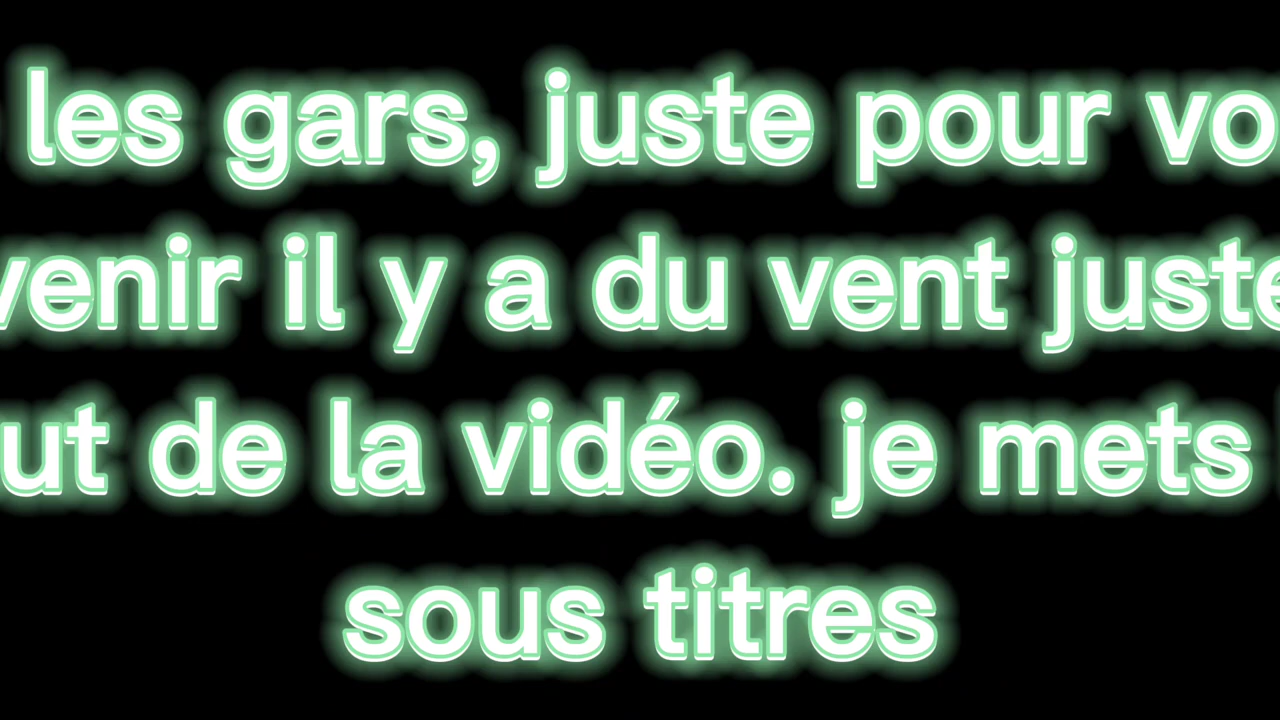 les gars, juste pour vo
venir il y a du vent juste
ut de la vidéo. je mets
sous titres